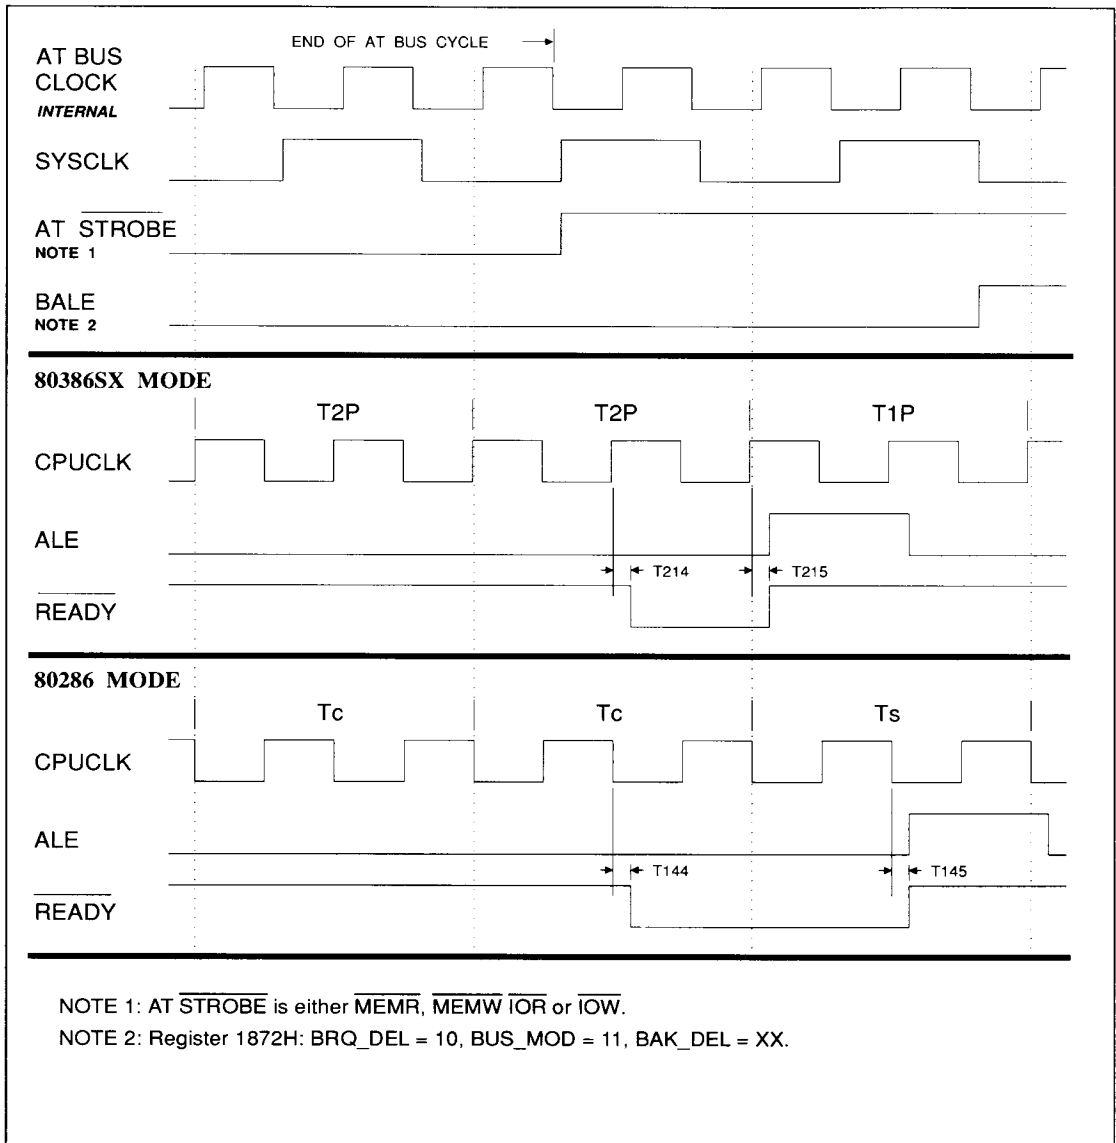 END OF AT BUS CYCLE
AT BUS
CLOCK
INTERNAL
SYSCLK
AT STROBE
NOTE 1
BALE
NOTE 2
80386SX MODE
T2P T2P T1P
CPUCLK
ALE
T214 T215
READY
80286 MODE
Tc Tc Ts
CPUCLK
ALE
T144 T145
READY
NOTE 1: AT STROBE is either MEMR, MEMW IOR or IOW.
NOTE 2: Register 1872H: BRQ_DEL = 10, BUS_MOD = 11, BAK_DEL = XX.